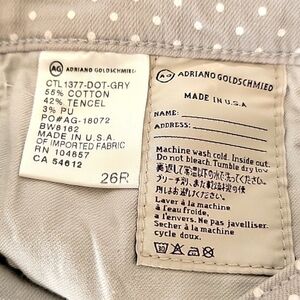 AG ADRIANO GOLDSCHMIED
CTL1377-DOT-GRY
55% COTTON
42% TENCEL
3% PU
PO#AG-18072
BW8162
MADE IN U.S.A
OF IMPORTED FABRIC
RN 104857
CA 54612
26R
AG ADRIANO GOLDSCHMIED
MADE IN U.S.A
NAME:
ADDRESS:
Machine wash cold. Inside out.
Do not bleach. Tumble dry low
Laver à la machine
à l'eau froide,
à l'envers. Ne pas javelliser.
Secher à la machine
cycle doux.